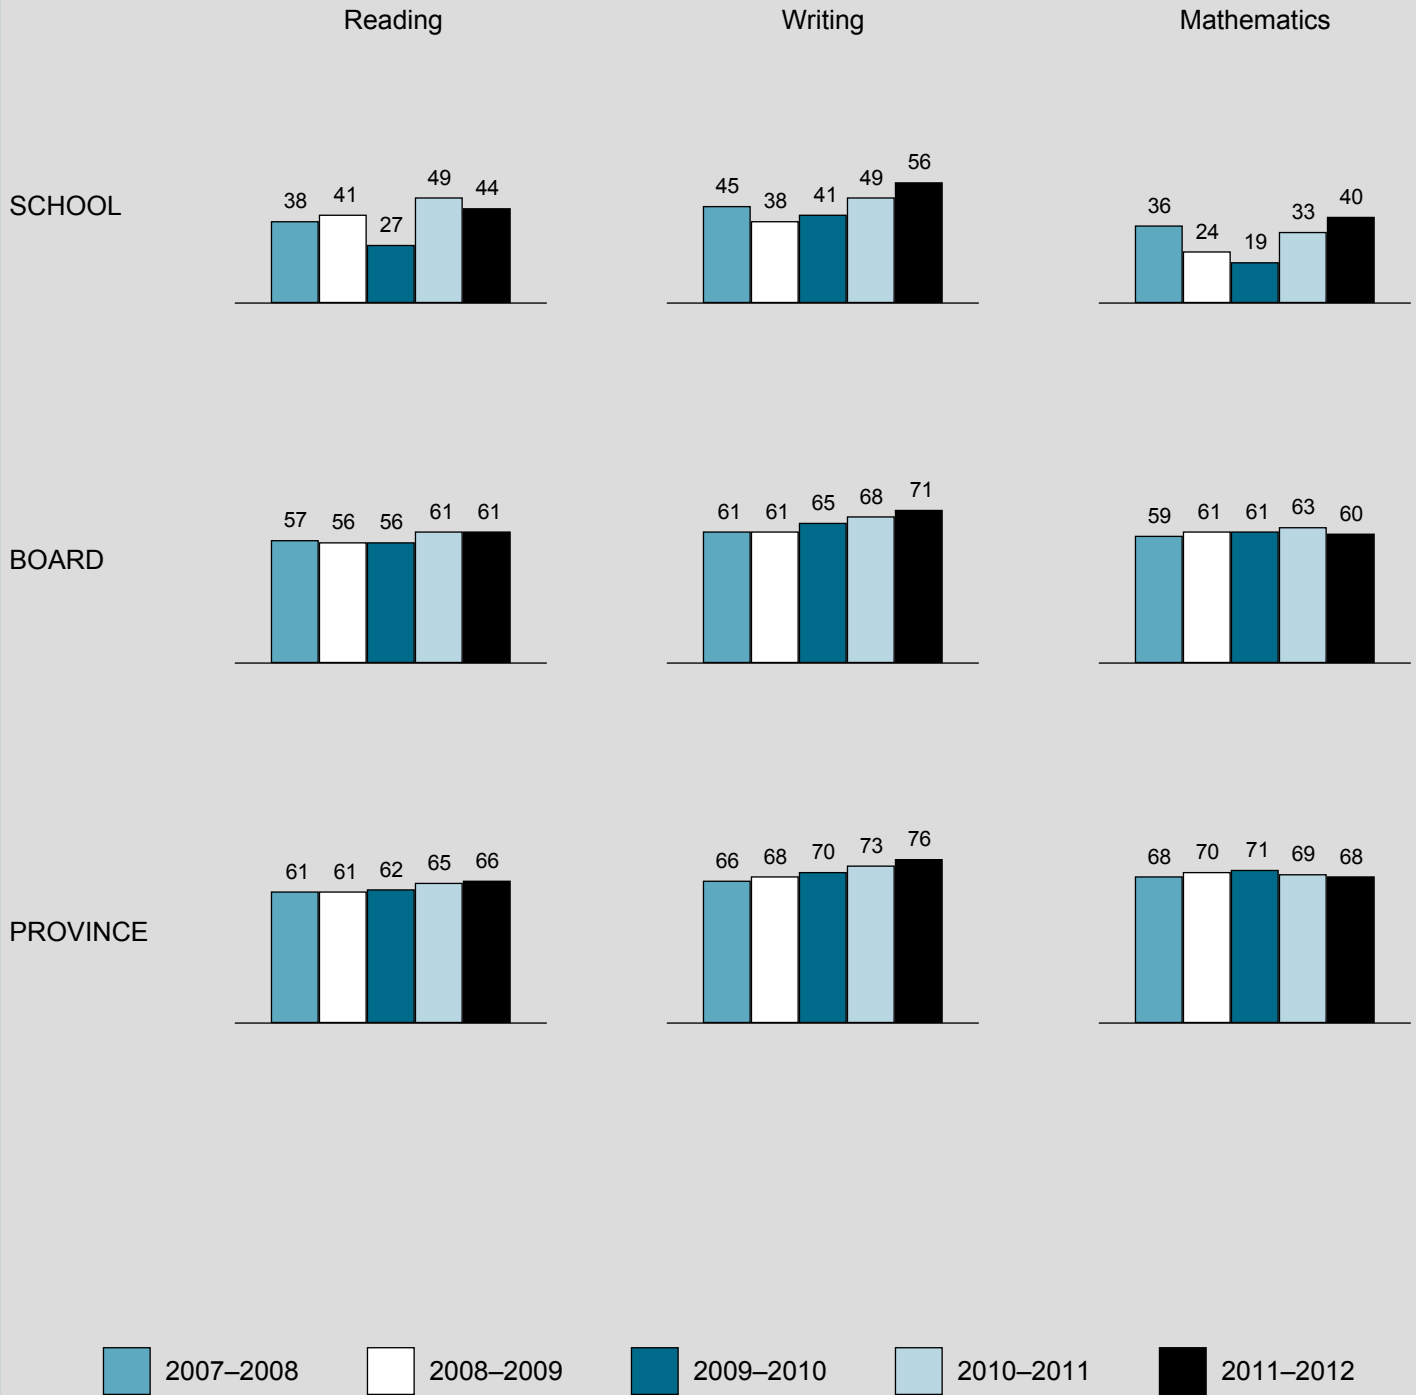 Reading Writing Mathematics
SCHOOL
38 41 27 49 44
45 38 41 49 56
36 24 19 33 40
BOARD
57 56 56 61 61
61 61 65 68 71
59 61 61 63 60
PROVINCE
61 61 62 65 66
66 68 70 73 76
68 70 71 69 68
2007–2008 2008–2009 2009–2010 2010–2011 2011–2012